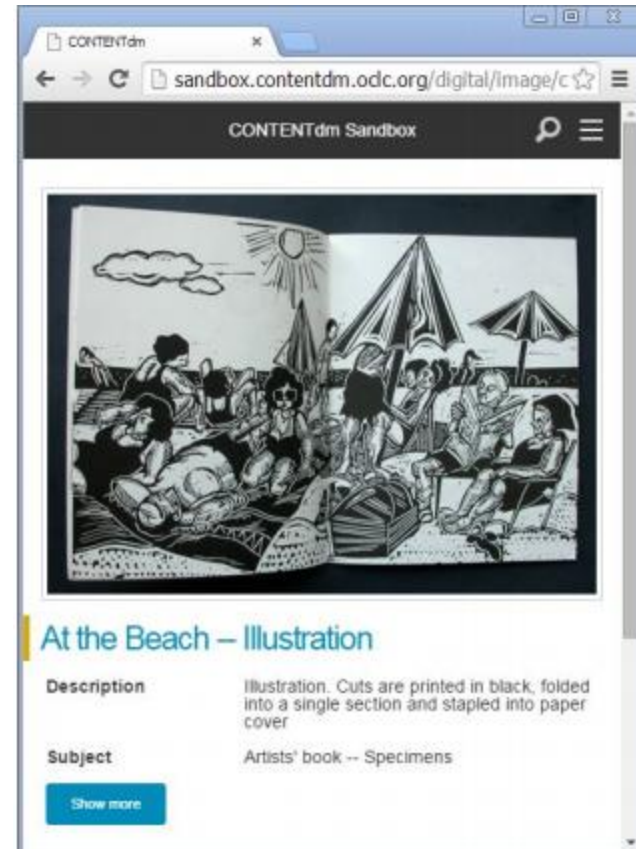 CONTENTdm
sandbox.contentdm.oclc.org/digital/image/c
CONTENTdm Sandbox
At the Beach – Illustration
Description
Illustration. Cuts are printed in black, folded
into a single section and stapled into paper
cover
Subject
Artists' book -- Specimens
Show more